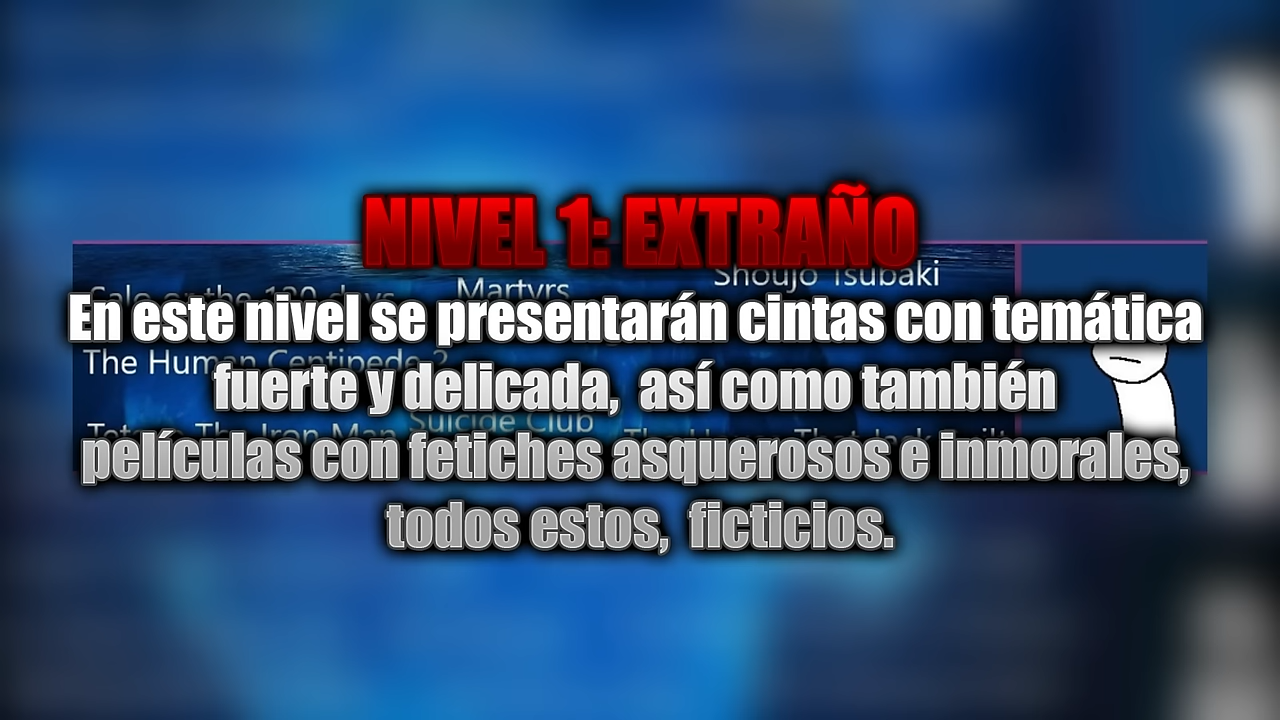 NIVEL 1: EXTRAÑO
Shoujo Tsubaki
Martyrs
En este nivel se presentarán cintas con temática
The Human Centipede 2
fuerte y delicada, así como también
Suicide Club
películas con fetiches asquerosos e inmorales,
todos estos, ficticios.